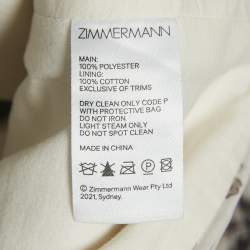 ZIMMERMANN
MAIN:
100% POLYESTER
LINING:
100% COTTON
EXCLUSIVE OF TRIMS
DRY CLEAN ONLY CODE P
WITH PROTECTIVE BAG
DO NOT IRON.
LIGHT STEAM ONLY
DO NOT SPOT CLEAN
MADE IN CHINA
© Zimmermann Wear Pty Ltd
2021, Sydney.